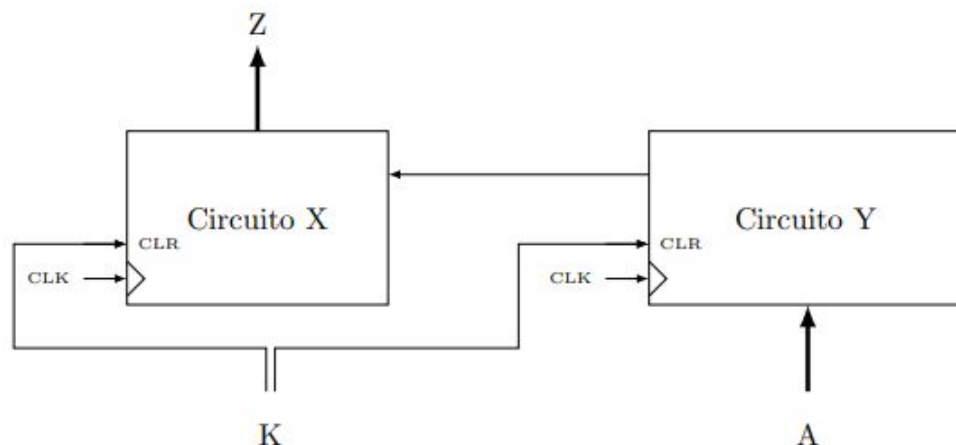 Z
Circuito X
Circuito Y
CLR
CLR
CLK
CLK
K
A